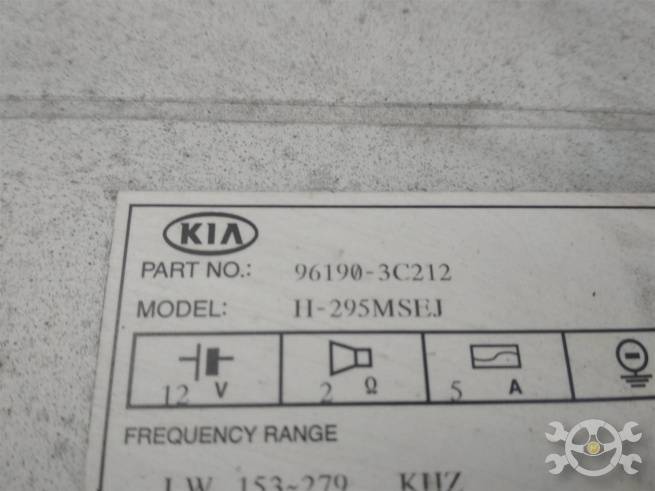 KIA
PART NO.: 96190-3C212
MODEL: H-295MSEJ
12 V 2 Ω 5 A
FREQUENCY RANGE
LW 153~279 KHZ